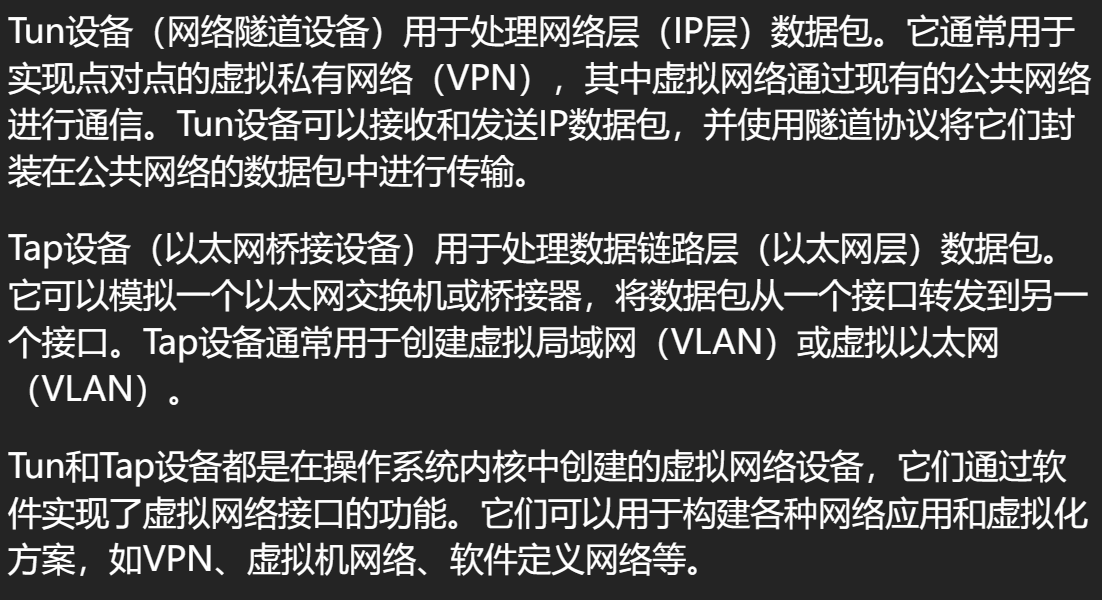 Tun设备（网络隧道设备）用于处理网络层（IP层）数据包。它通常用于
实现点对点的虚拟私有网络（VPN），其中虚拟网络通过现有的公共网络
进行通信。Tun设备可以接收和发送IP数据包，并使用隧道协议将它们封
装在公共网络的数据包中进行传输。
Tap设备（以太网桥接设备）用于处理数据链路层（以太网层）数据包。
它可以模拟一个以太网交换机或桥接器，将数据包从一个接口转发到另一
个接口。Tap设备通常用于创建虚拟局域网（VLAN）或虚拟以太网
（VLAN）。
Tun和Tap设备都是在操作系统内核中创建的虚拟网络设备，它们通过软
件实现了虚拟网络接口的功能。它们可以用于构建各种网络应用和虚拟化
方案，如VPN、虚拟机网络、软件定义网络等。